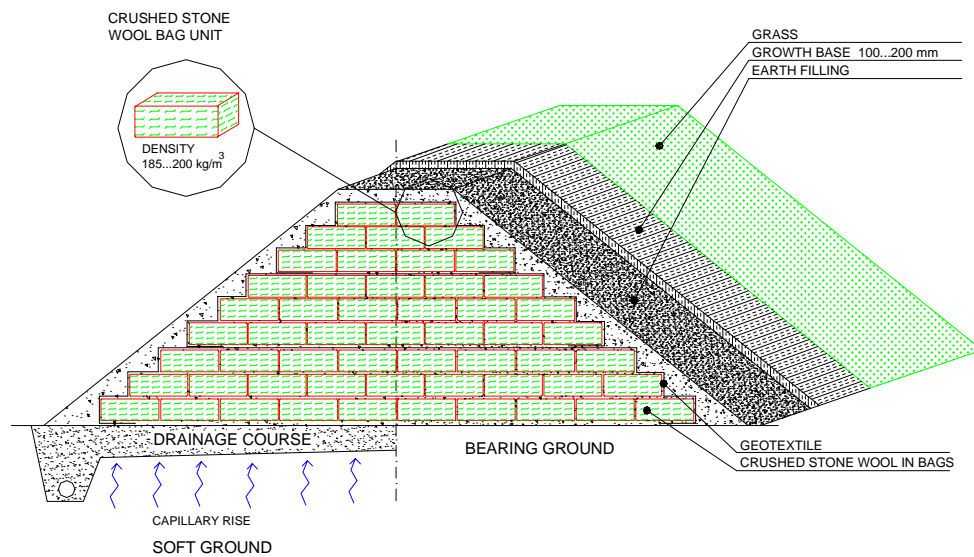 CRUSHED STONE
WOOL BAG UNIT
DENSITY
185...200 kg/m³
GRASS
GROWTH BASE 100...200 mm
EARTH FILLING
DRAINAGE COURSE
BEARING GROUND
GEOTEXTILE
CRUSHED STONE WOOL IN BAGS
CAPILLARY RISE
SOFT GROUND